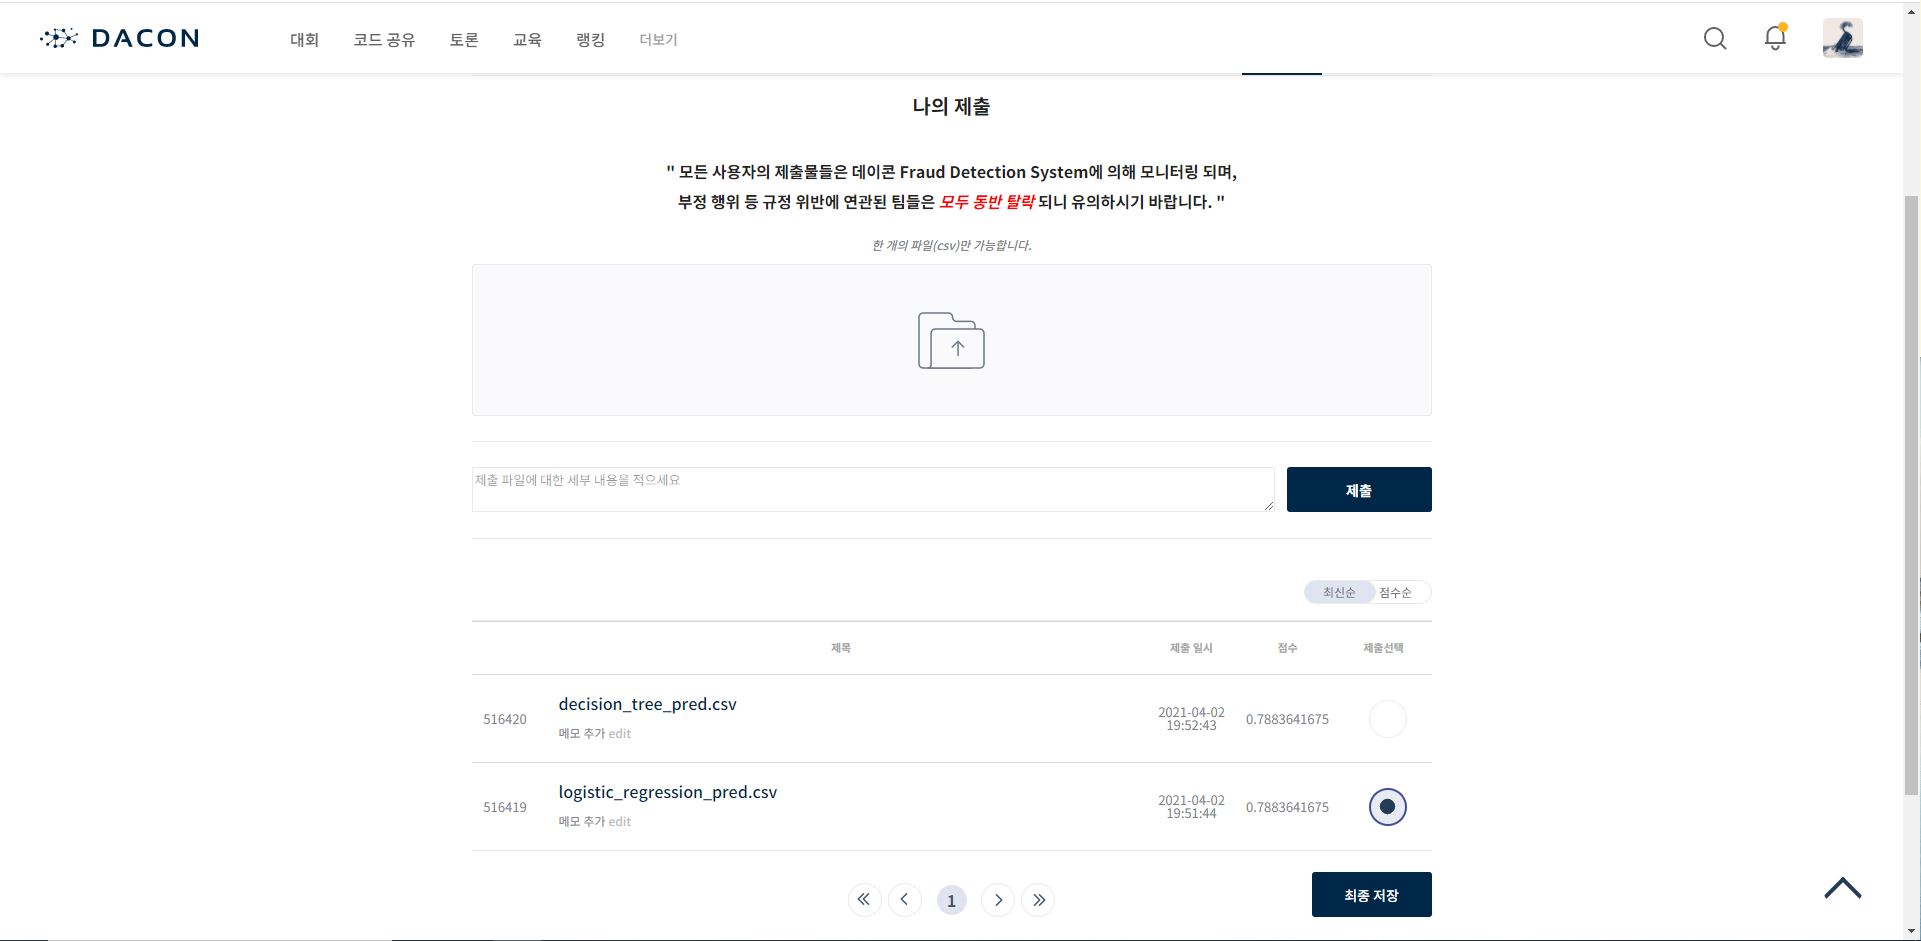 DACON
대회 코드 공유 토론 교육 랭킹 더보기
나의 제출
" 모든 사용자의 제출물들은 데이콘 Fraud Detection System에 의해 모니터링 되며,
부정 행위 등 규정 위반에 연관된 팀들은 모두 동반 탈락 되니 유의하시기 바랍니다. "
한 개의 파일(csv)만 가능합니다.
제출 파일에 대한 세부 내용을 적으세요
제출
최신순 점수순
제목 제출 일시 점수 제출선택
516420 decision_tree_pred.csv 2021-04-02 19:52:43 0.7883641675
메모 추가 edit
516419 logistic_regression_pred.csv 2021-04-02 19:51:44 0.7883641675
메모 추가 edit
1
최종 저장